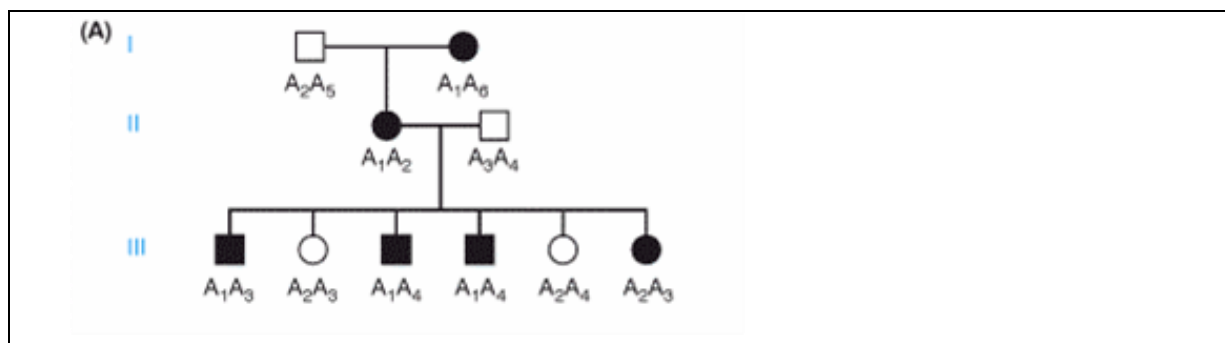 (A) I
A₂A₅ A₁A₆
II
A₁A₂ A₃A₄
III
A₁A₃ A₂A₃ A₁A₄ A₁A₄ A₂A₄ A₂A₃